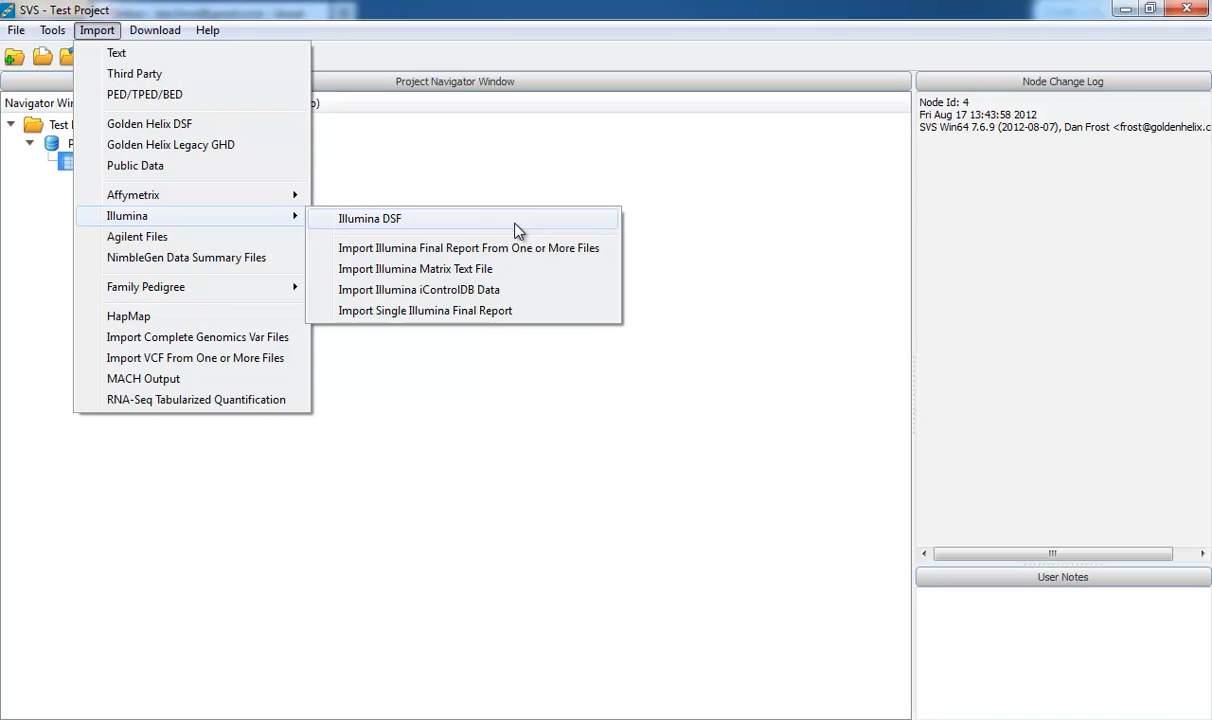 SVS - Test Project
File Tools Import Download Help
Project Navigator Window
Node Change Log
Navigator Wi
Test
Node Id: 4
Fri Aug 17 13:43:58 2012
SVS Win64 7.6.9 (2012-08-07), Dan Frost <frost@goldenhelix.c
Text
Third Party
PED/TPED/BED
Golden Helix DSF
Golden Helix Legacy GHD
Public Data
Affymetrix
Illumina
Agilent Files
NimbleGen Data Summary Files
Family Pedigree
HapMap
Import Complete Genomics Var Files
Import VCF From One or More Files
MACH Output
RNA-Seq Tabularized Quantification
Illumina DSF
Import Illumina Final Report From One or More Files
Import Illumina Matrix Text File
Import Illumina iControlDB Data
Import Single Illumina Final Report
User Notes